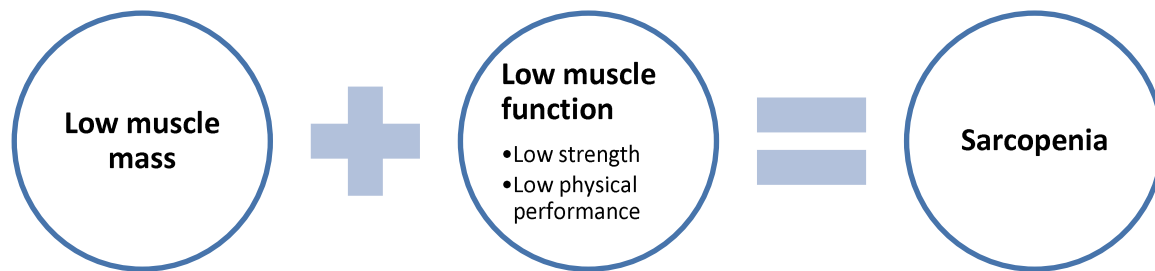 Low muscle
mass
Low muscle
function
•Low strength
•Low physical
performance
Sarcopenia